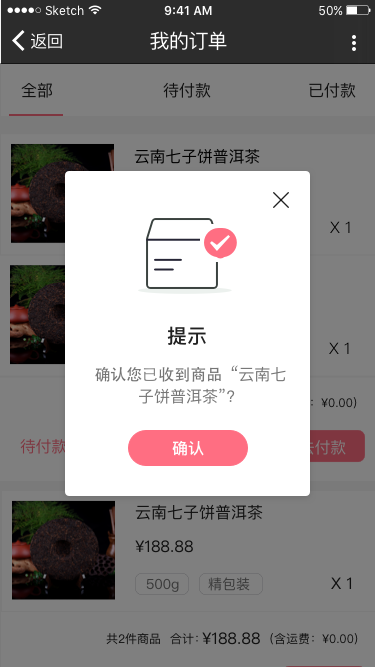 Sketch 9:41 AM 50%
返回 我的订单
全部 待付款 已付款
云南七子饼普洱茶
X 1
X 1
提示
确认您已收到商品“云南七
子饼普洱茶”?
：¥0.00)
确认
待付款 付款
云南七子饼普洱茶
¥188.88
500g 精包装 X 1
共2件商品 合计:¥188.88 (含运费：¥0.00)